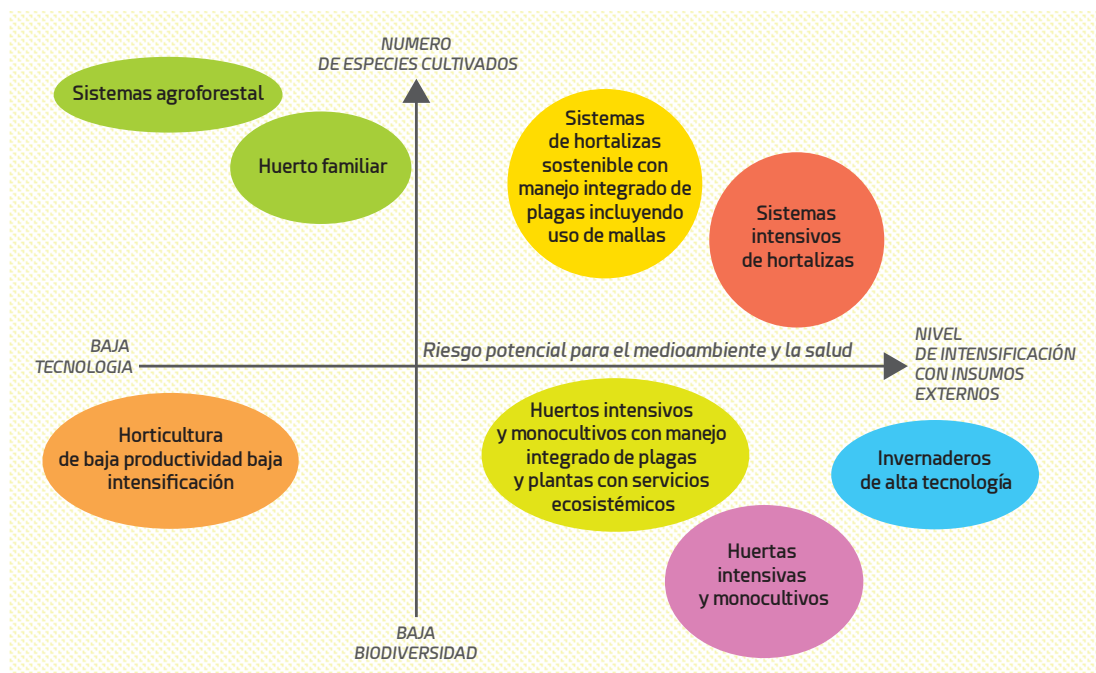 NUMERO
DE ESPECIES CULTIVADOS
Sistemas agroforestal
Huerto familiar
Sistemas
de hortalizas
sostenible con
manejo integrado de
plagas incluyendo
uso de mallas
Sistemas
intensivos
de hortalizas
BAJA
TECNOLOGIA
Riesgo potencial para el medioambiente y la salud
NIVEL
DE INTENSIFICACIÓN
CON INSUMOS
EXTERNOS
Horticultura
de baja productividad baja
intensificación
Huertos intensivos
y monocultivos con manejo
integrado de plagas
y plantas con servicios
ecosistémicos
Invernaderos
de alta tecnología
Huertas
intensivas
y monocultivos
BAJA
BIODIVERSIDAD